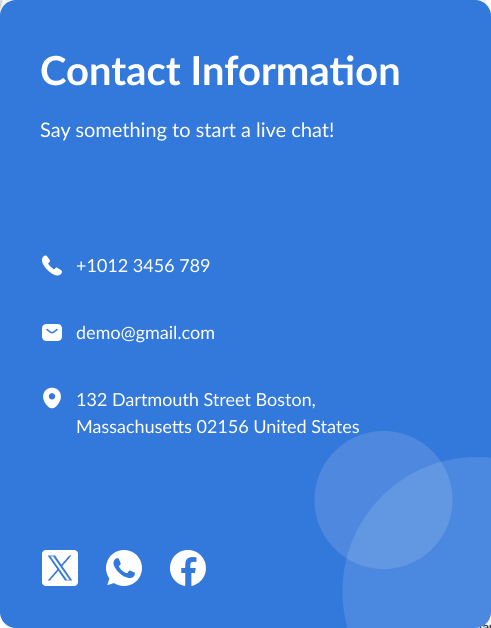 Contact Information
Say something to start a live chat!
+1012 3456 789
demo@gmail.com
132 Dartmouth Street Boston,
Massachusetts 02156 United States